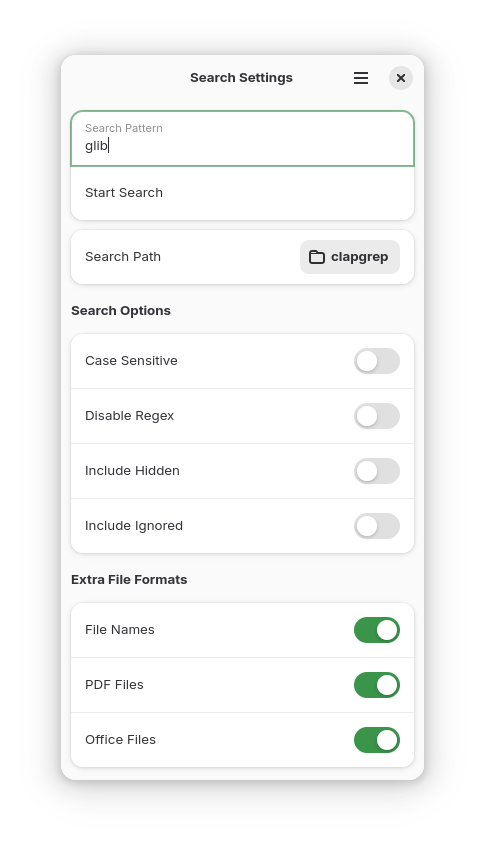 Search Settings
Search Pattern
glib
Start Search
Search Path
clapgrep
Search Options
Case Sensitive
Disable Regex
Include Hidden
Include Ignored
Extra File Formats
File Names
PDF Files
Office Files